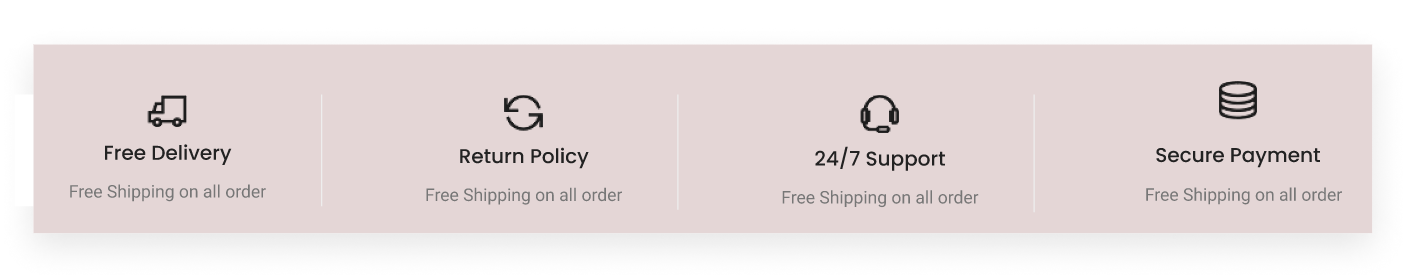 Free Delivery
Free Shipping on all order
Return Policy
Free Shipping on all order
24/7 Support
Free Shipping on all order
Secure Payment
Free Shipping on all order